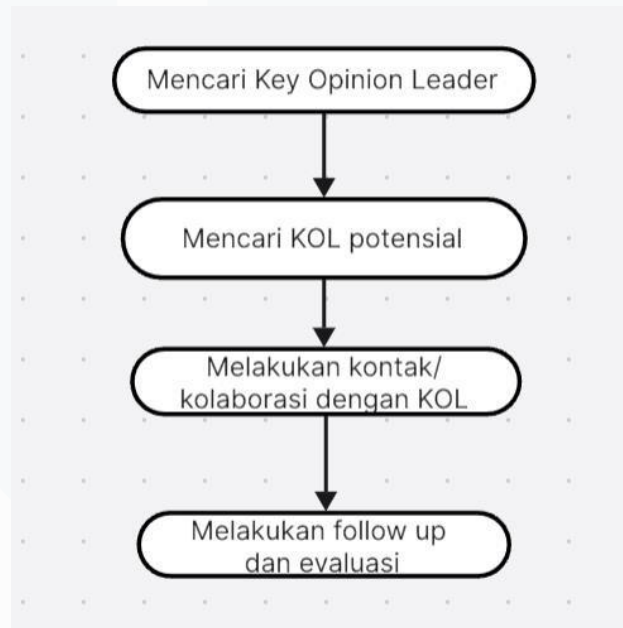 Mencari Key Opinion Leader
Mencari KOL potensial
Melakukan kontak/
kolaborasi dengan KOL
Melakukan follow up
dan evaluasi